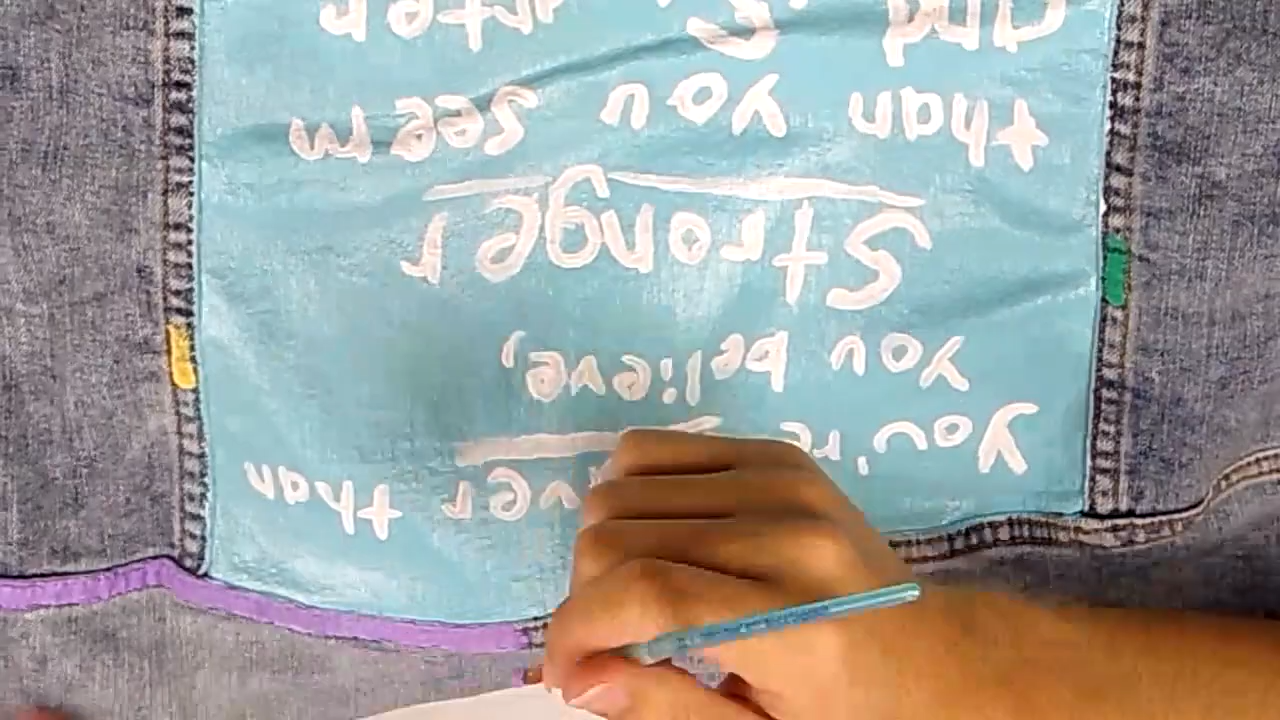 You're than
you believe,
Stronger
than you seem
and